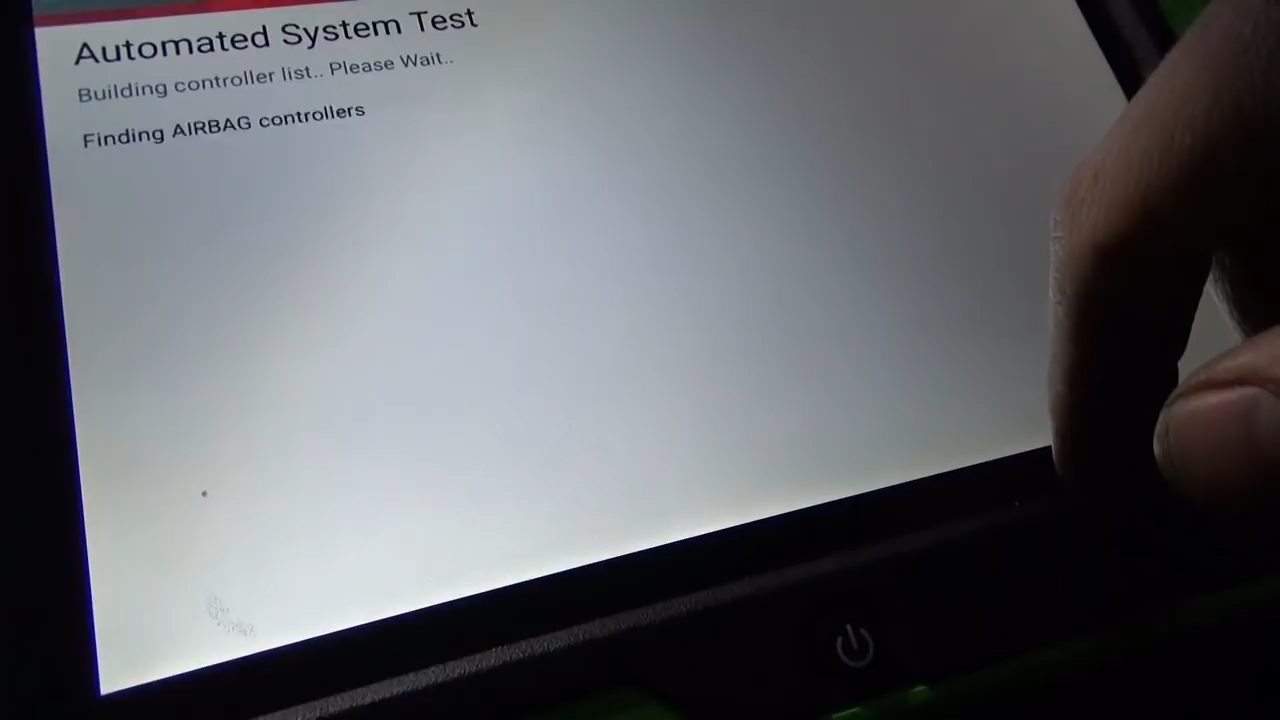 Automated System Test
Building controller list.. Please Wait..
Finding AIRBAG controllers